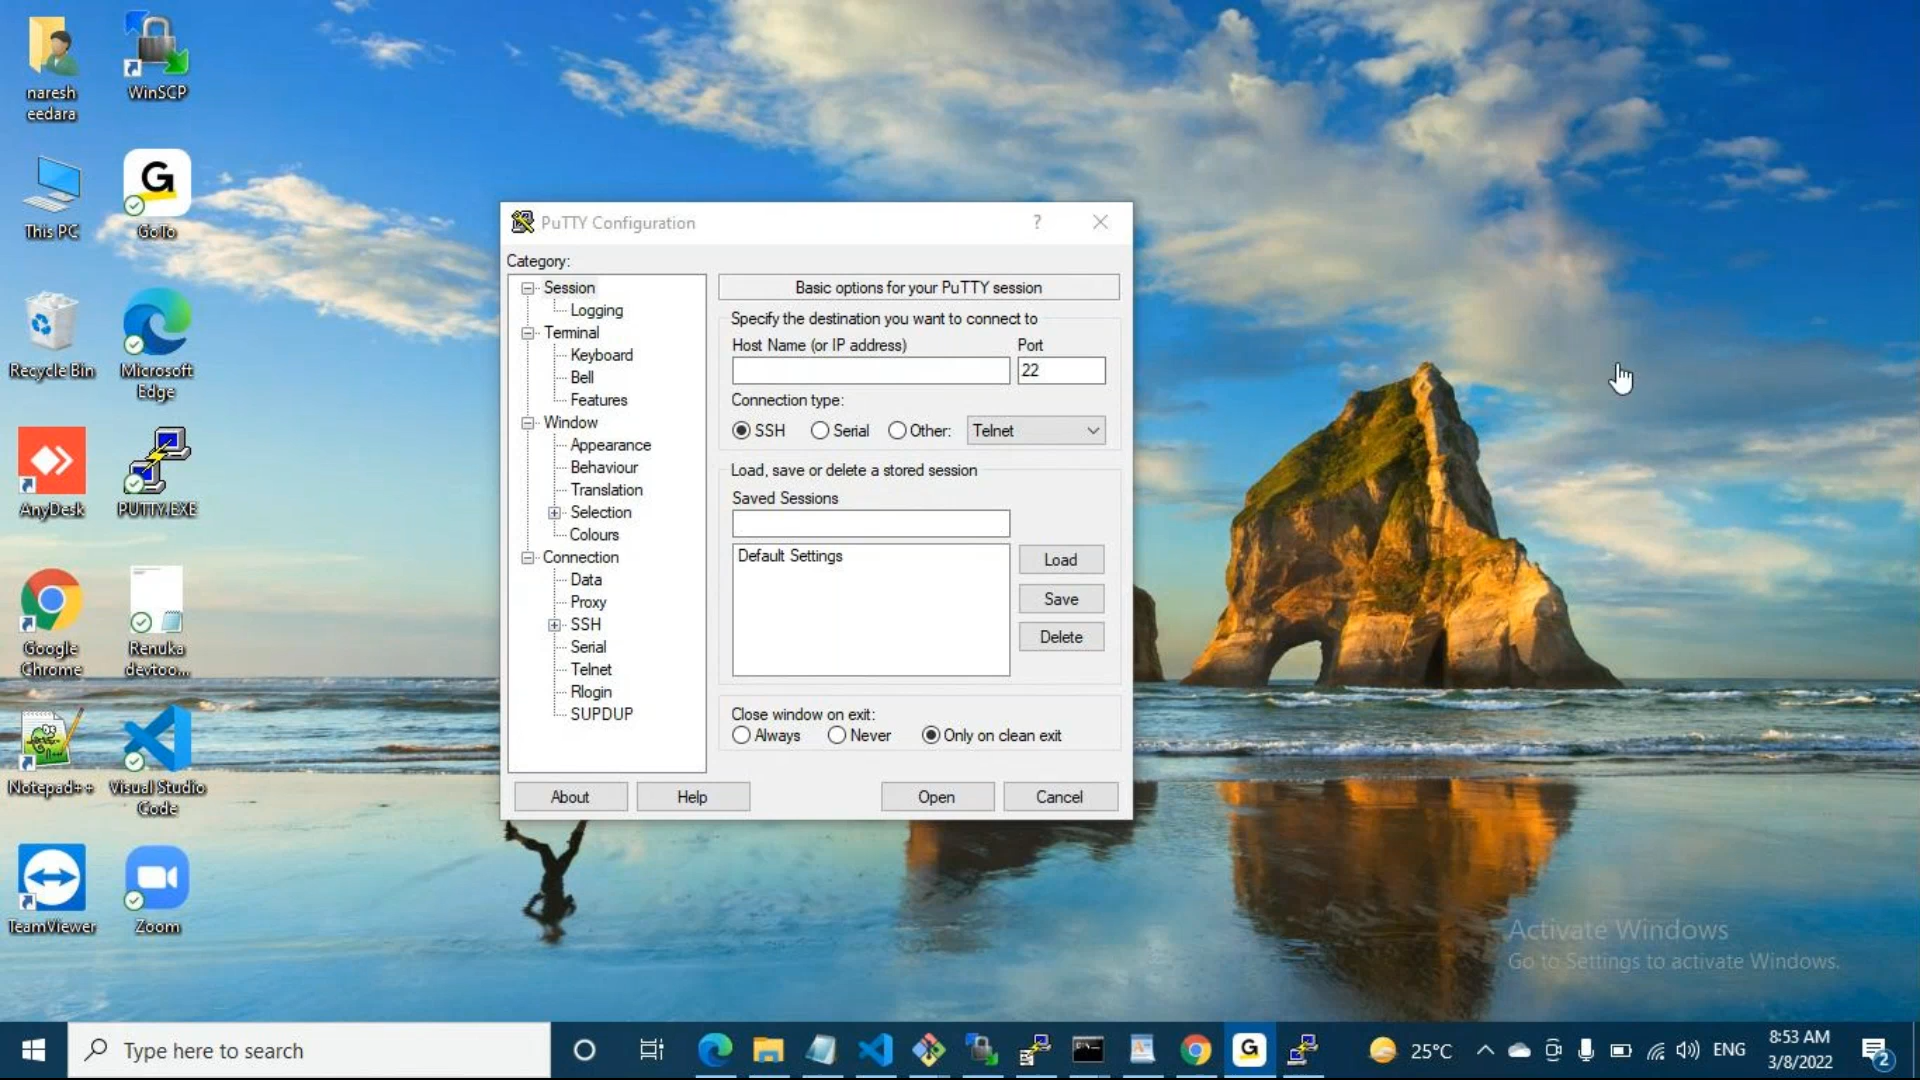 naresh
eedara
WinSCP
This PC
G
GoTo
Recycle Bin
Microsoft
Edge
AnyDesk
PUTTY.EXE
Google
Chrome
Renuka
devtoo...
Notepad++
Visual Studio
Code
TeamViewer
Zoom
PuTTY Configuration
?
Category:
Session
Logging
Terminal
Keyboard
Bell
Features
Window
Appearance
Behaviour
Translation
Selection
Colours
Connection
Data
Proxy
SSH
Serial
Telnet
Rlogin
SUPDUP
Basic options for your PuTTY session
Specify the destination you want to connect to
Host Name (or IP address) Port
22
Connection type:
SSH Serial Other: Telnet
Load, save or delete a stored session
Saved Sessions
Default Settings
Load
Save
Delete
Close window on exit:
Always Never Only on clean exit
About Help Open Cancel
Activate Windows
Go to Settings to activate Windows.
Type here to search
G
25°C
ENG
8:53 AM
3/8/2022
2